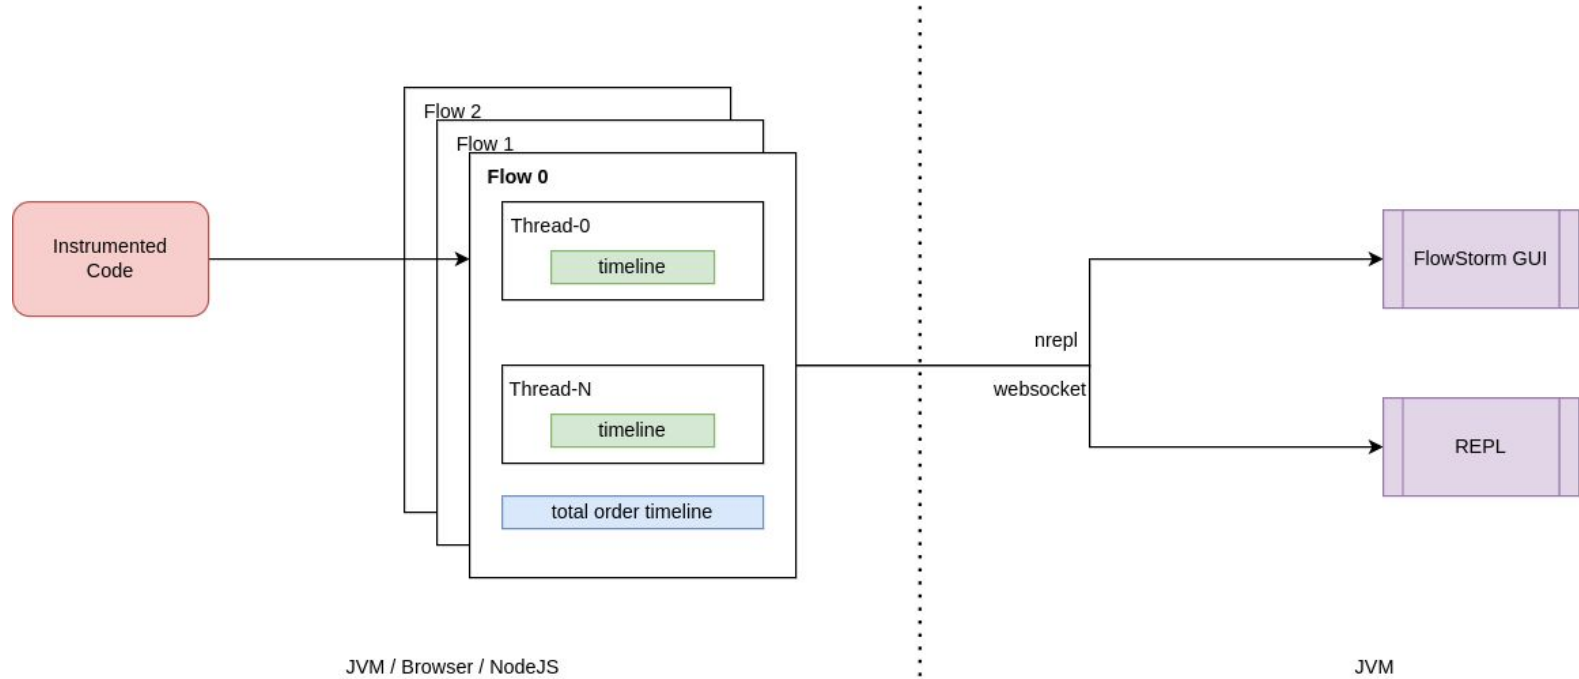 Flow 2
Flow 1
Flow 0
Thread-0
timeline
Instrumented
Code
Thread-N
timeline
total order timeline
nrepl
websocket
FlowStorm GUI
REPL
JVM / Browser / NodeJS
JVM